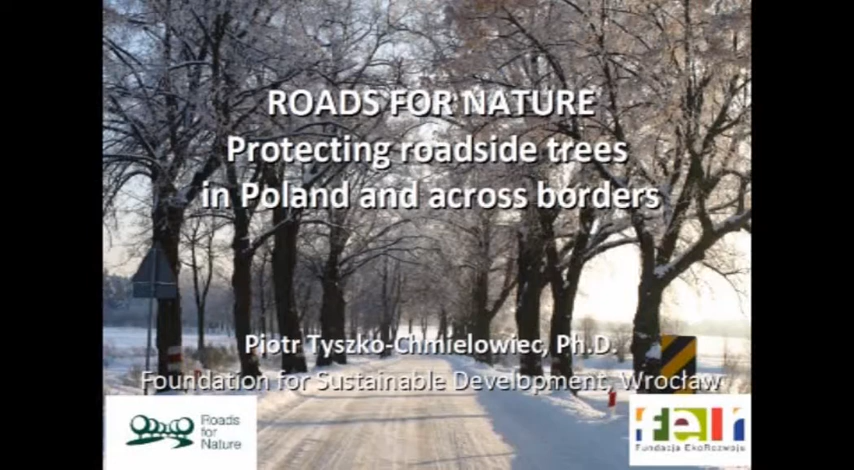 ROADS FOR NATURE
Protecting roadside trees
in Poland and across borders
Piotr Tyszko-Chmielowiec, Ph.D.
Foundation for Sustainable Development, Wrocław
Roads
for
Nature
fer
Fundacja EkoRozwoju